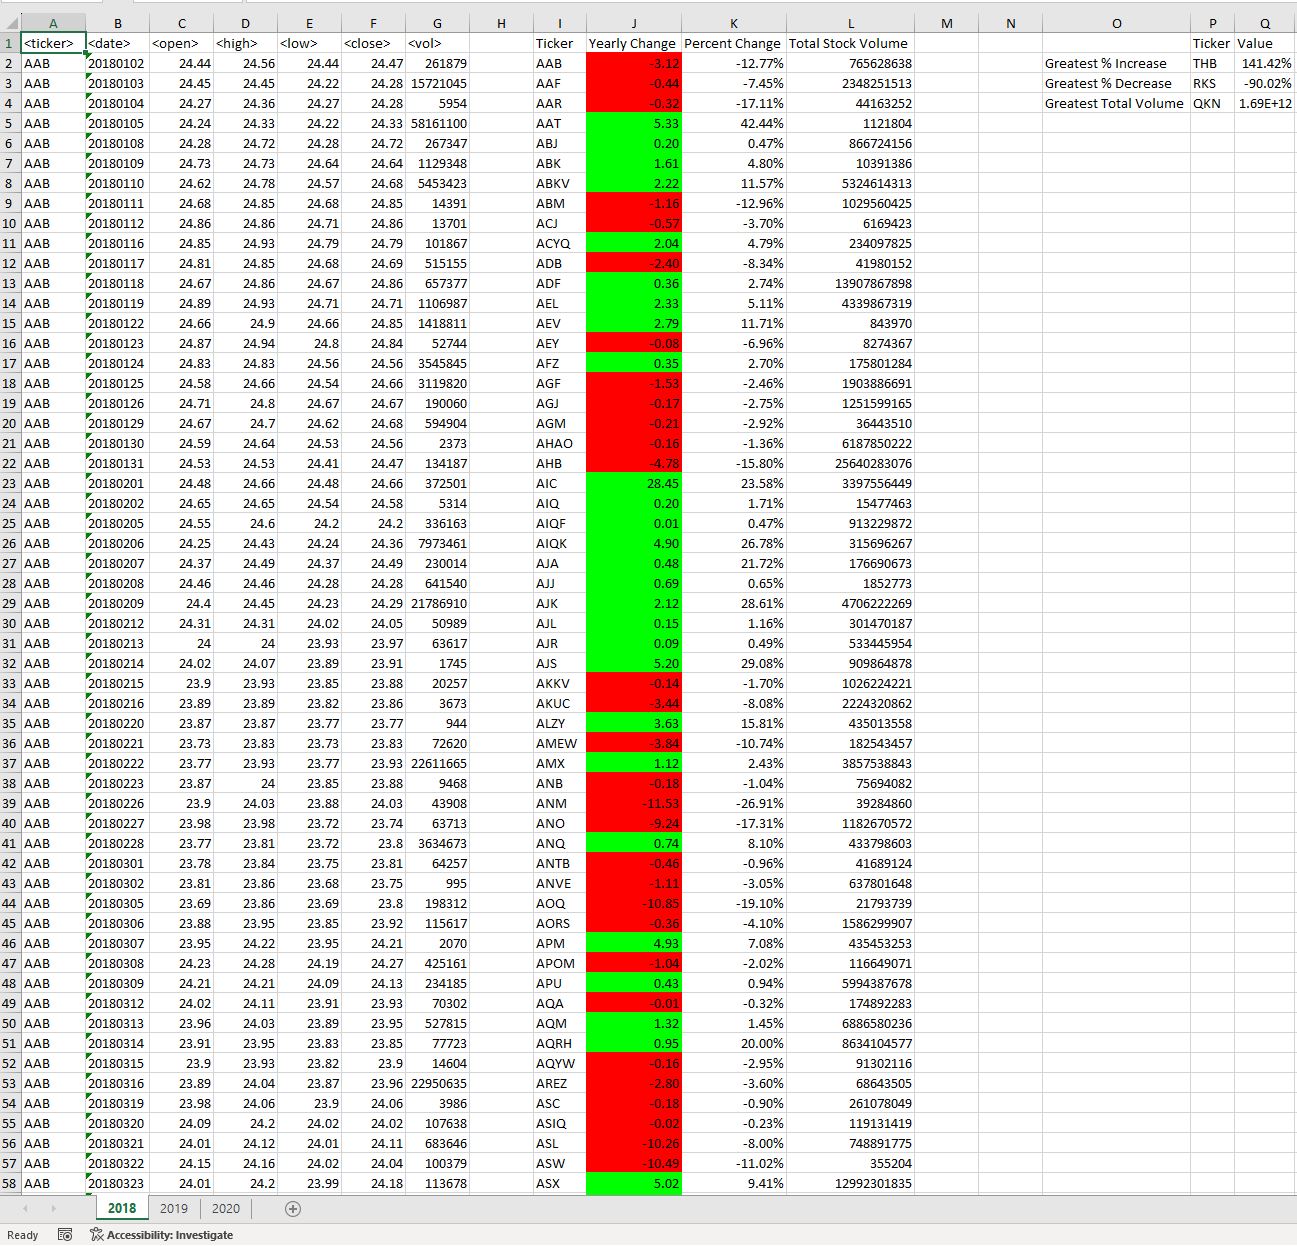 A B C D E F G H I J K L M N O P Q
1 <ticker> <date> <open> <high> <low> <close> <vol> Ticker Yearly Change Percent Change Total Stock Volume Ticker Value
2 AAB 20180102 24.44 24.56 24.44 24.47 261879 AAB -3.12 -12.77% 765628638 Greatest % Increase THB 141.42%
3 AAB 20180103 24.45 24.45 24.22 24.28 15721045 AAF -0.44 -7.45% 2348251513 Greatest % Decrease RKS -90.02%
4 AAB 20180104 24.27 24.36 24.27 24.28 5954 AAR -0.32 -17.11% 44163252 Greatest Total Volume QKN 1.69E+12
5 AAB 20180105 24.24 24.33 24.22 24.33 58161100 AAT 5.33 42.44% 1121804
6 AAB 20180108 24.28 24.72 24.28 24.72 267347 ABJ 0.20 0.47% 866724156
7 AAB 20180109 24.73 24.73 24.64 24.64 1129348 ABK 1.61 4.80% 10391386
8 AAB 20180110 24.62 24.78 24.57 24.68 5453423 ABKV 2.22 11.57% 5324614313
9 AAB 20180111 24.68 24.85 24.68 24.85 14391 ABM -1.16 -12.96% 1029560425
10 AAB 20180112 24.86 24.86 24.71 24.86 13701 ACJ -0.57 -3.70% 6169423
11 AAB 20180116 24.85 24.93 24.79 24.79 101867 ACYQ 2.04 4.79% 234097825
12 AAB 20180117 24.81 24.85 24.68 24.69 515155 ADB -2.40 -8.34% 41980152
13 AAB 20180118 24.67 24.86 24.67 24.86 657377 ADF 0.36 2.74% 13907867898
14 AAB 20180119 24.89 24.93 24.71 24.71 1106987 AEL 2.33 5.11% 4339867319
15 AAB 20180122 24.66 24.9 24.66 24.85 1418811 AEV 2.79 11.71% 843970
16 AAB 20180123 24.87 24.94 24.8 24.84 52744 AEY -0.08 -6.96% 8274367
17 AAB 20180124 24.83 24.83 24.56 24.56 3545845 AFZ 0.35 2.70% 175801284
18 AAB 20180125 24.58 24.66 24.54 24.66 3119820 AGF -1.53 -2.46% 1903886691
19 AAB 20180126 24.71 24.8 24.67 24.67 190060 AGJ -0.17 -2.75% 1251599165
20 AAB 20180129 24.67 24.7 24.62 24.68 594904 AGM -0.21 -2.92% 36443510
21 AAB 20180130 24.59 24.64 24.53 24.56 2373 AHAO -0.16 -1.36% 6187850222
22 AAB 20180131 24.53 24.53 24.41 24.47 134187 AHB -4.78 -15.80% 25640283076
23 AAB 20180201 24.48 24.66 24.48 24.66 372501 AIC 28.45 23.58% 3397556449
24 AAB 20180202 24.65 24.65 24.54 24.58 5314 AIQ 0.20 1.71% 15477463
25 AAB 20180205 24.55 24.6 24.2 24.2 336163 AIQF 0.01 0.47% 913229872
26 AAB 20180206 24.25 24.43 24.24 24.36 7973461 AIQK 4.90 26.78% 315696267
27 AAB 20180207 24.37 24.49 24.37 24.49 230014 AJA 0.48 21.72% 176690673
28 AAB 20180208 24.46 24.46 24.28 24.28 641540 AJJ 0.69 0.65% 1852773
29 AAB 20180209 24.4 24.45 24.23 24.29 21786910 AJK 2.12 28.61% 4706222269
30 AAB 20180212 24.31 24.31 24.02 24.05 50989 AJL 0.15 1.16% 301470187
31 AAB 20180213 24 24 23.93 23.97 63617 AJR 0.09 0.49% 533445954
32 AAB 20180214 24.02 24.07 23.89 23.91 1745 AJS 5.20 29.08% 909864878
33 AAB 20180215 23.9 23.93 23.85 23.88 20257 AKKV -0.14 -1.70% 1026224221
34 AAB 20180216 23.89 23.89 23.82 23.86 3673 AKUC -3.44 -8.08% 2224320862
35 AAB 20180220 23.87 23.87 23.77 23.77 944 ALZY 3.63 15.81% 435013558
36 AAB 20180221 23.73 23.83 23.73 23.83 72620 AMEW -3.84 -10.74% 182543457
37 AAB 20180222 23.77 23.93 23.77 23.93 22611665 AMX 1.12 2.43% 3857538843
38 AAB 20180223 23.87 24 23.85 23.88 9468 ANB -0.18 -1.04% 75694082
39 AAB 20180226 23.9 24.03 23.88 24.03 43908 ANM -11.53 -26.91% 39284860
40 AAB 20180227 23.98 23.98 23.72 23.74 63713 ANO -9.24 -17.31% 1182670572
41 AAB 20180228 23.77 23.81 23.72 23.8 3634673 ANQ 0.74 8.10% 433798603
42 AAB 20180301 23.78 23.84 23.75 23.81 64257 ANTB -0.46 -0.96% 41689124
43 AAB 20180302 23.81 23.86 23.68 23.75 995 ANVE -1.11 -3.05% 637801648
44 AAB 20180305 23.69 23.86 23.69 23.8 198312 AOQ -10.85 -19.10% 21793739
45 AAB 20180306 23.88 23.95 23.85 23.92 115617 AORS -0.36 -4.10% 1586299907
46 AAB 20180307 23.95 24.22 23.95 24.21 2070 APM 4.93 7.08% 435453253
47 AAB 20180308 24.23 24.28 24.19 24.27 425161 APOM -1.04 -2.02% 116649071
48 AAB 20180309 24.21 24.21 24.09 24.13 234185 APU 0.43 0.94% 5994387678
49 AAB 20180312 24.02 24.11 23.91 23.93 70302 AQA -0.01 -0.32% 174892283
50 AAB 20180313 23.96 24.03 23.89 23.95 527815 AQM 1.32 1.45% 6886580236
51 AAB 20180314 23.91 23.95 23.83 23.85 77723 AQRH 0.95 20.00% 8634104577
52 AAB 20180315 23.9 23.93 23.82 23.9 14604 AQYW -0.16 -2.95% 91302116
53 AAB 20180316 23.89 24.04 23.87 23.96 22950635 AREZ -2.80 -3.60% 68643505
54 AAB 20180319 23.98 24.06 23.9 24.06 3986 ASC -0.18 -0.90% 261078049
55 AAB 20180320 24.09 24.2 24.02 24.02 107638 ASIQ -0.02 -0.23% 119131419
56 AAB 20180321 24.01 24.12 24.01 24.11 683646 ASL -10.26 -8.00% 748891775
57 AAB 20180322 24.15 24.16 24.02 24.04 100379 ASW -10.49 -11.02% 355204
58 AAB 20180323 24.01 24.2 23.99 24.18 113678 ASX 5.02 9.41% 12992301835
2018 2019 2020
Ready Accessibility: Investigate